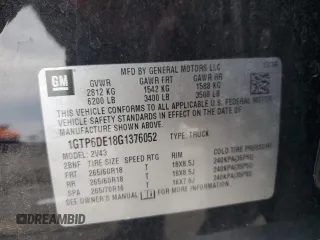 MFD BY GENERAL MOTORS LLC
GM
GVWR GAWR FRT GAWR RR
2812 KG 1542 KG 1588 KG
6200 LB 3400 LB 3500 LB
THIS VEHICLE CONFORMS TO ALL APPLICABLE U.S. FEDERAL MOTOR
VEHICLE SAFETY STANDARDS IN EFFECT ON THE DATE OF
MANUFACTURE SHOWN ABOVE.
1GTP6DE18G1376052 TYPE: TRUCK
MODEL: 2V43
2BNF TIRE SIZE SPEED RTG RIM COLD TIRE PRESSURE
FRT 265/60R18 T 18X8.5J 240KPA(35PSI)
RR 265/60R18 T 18X8.5J 240KPA(35PSI)
SPA 265/70R16 T 240KPA(35PSI)
SEE OWNER'S MANUAL FOR MORE INFORMATION.
© DREAMBID AUTO